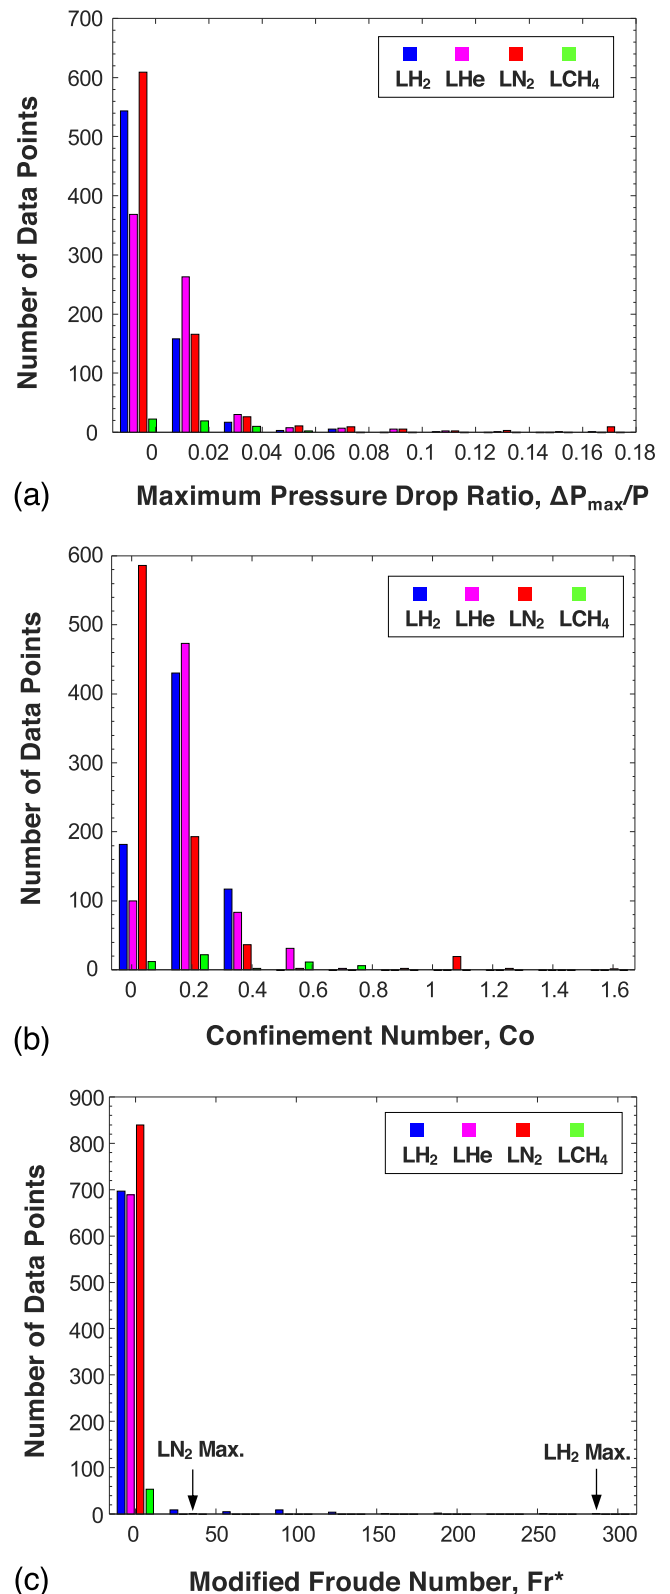 700
600
500
400
300
200
100
0
Number of Data Points
LH₂ LHe LN₂ LCH₄
0 0.02 0.04 0.06 0.08 0.1 0.12 0.14 0.16 0.18
(a) Maximum Pressure Drop Ratio, ΔPmax/P
600
500
400
300
200
100
0
Number of Data Points
LH₂ LHe LN₂ LCH₄
0 0.2 0.4 0.6 0.8 1 1.2 1.4 1.6
(b) Confinement Number, Co
900
800
700
600
500
400
300
200
100
0
Number of Data Points
LH₂ LHe LN₂ LCH₄
LN₂ Max.
LH₂ Max.
0 50 100 150 200 250 300
(c) Modified Froude Number, Fr*